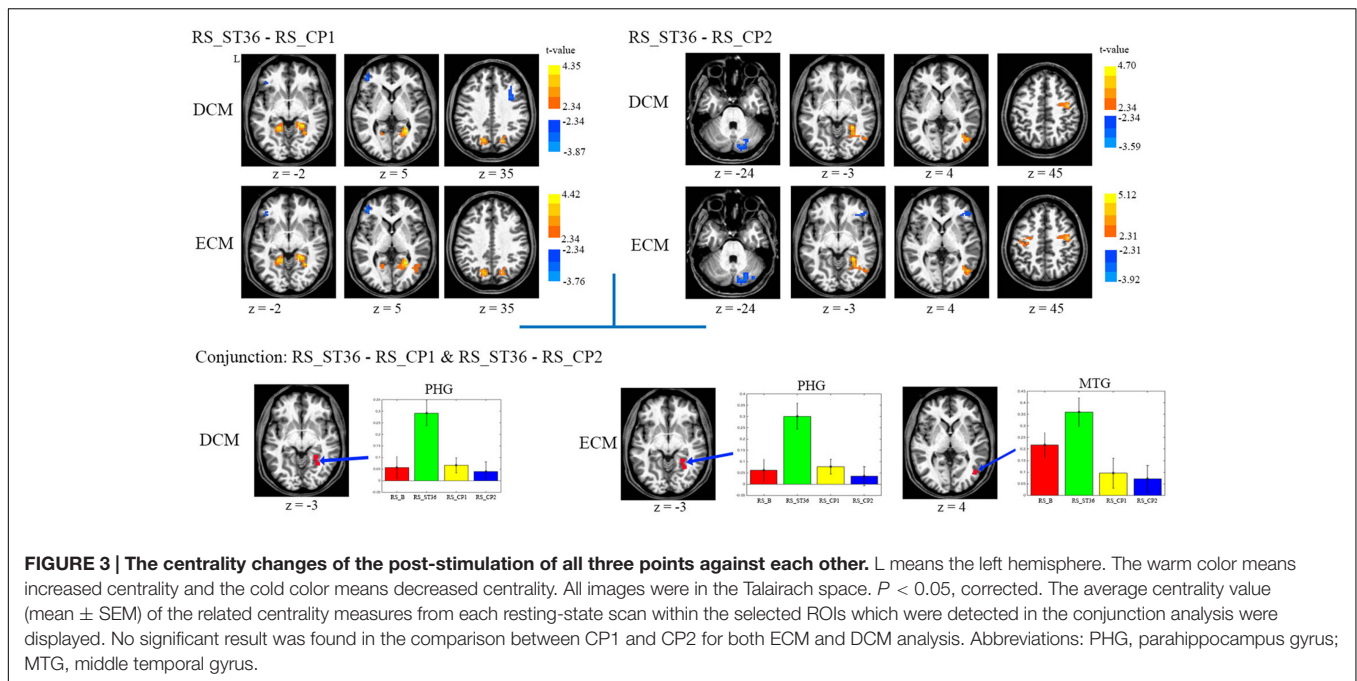 RS_ST36 - RS_CP1
RS_ST36 - RS_CP2
L
t-value
DCM
4.35
2.34
-2.34
-3.87
z = -2
z = 5
z = 35
ECM
4.42
2.34
-2.34
-3.76
z = -2
z = 5
z = 35
t-value
DCM
4.70
2.34
-2.34
-3.59
z = -24
z = -3
z = 4
z = 45
ECM
5.12
2.31
-2.31
-3.92
z = -24
z = -3
z = 4
z = 45
Conjunction: RS_ST36 - RS_CP1 & RS_ST36 - RS_CP2
DCM
z = -3
PHG
RS_B RS_ST36 RS_CP1 RS_CP2
ECM
z = -3
PHG
RS_B RS_ST36 RS_CP1 RS_CP2
z = 4
MTG
RS_B RS_ST36 RS_CP1 RS_CP2
FIGURE 3 | The centrality changes of the post-stimulation of all three points against each other. L means the left hemisphere. The warm color means
increased centrality and the cold color means decreased centrality. All images were in the Talairach space. P < 0.05, corrected. The average centrality value
(mean ± SEM) of the related centrality measures from each resting-state scan within the selected ROIs which were detected in the conjunction analysis were
displayed. No significant result was found in the comparison between CP1 and CP2 for both ECM and DCM analysis. Abbreviations: PHG, parahippocampus gyrus;
MTG, middle temporal gyrus.